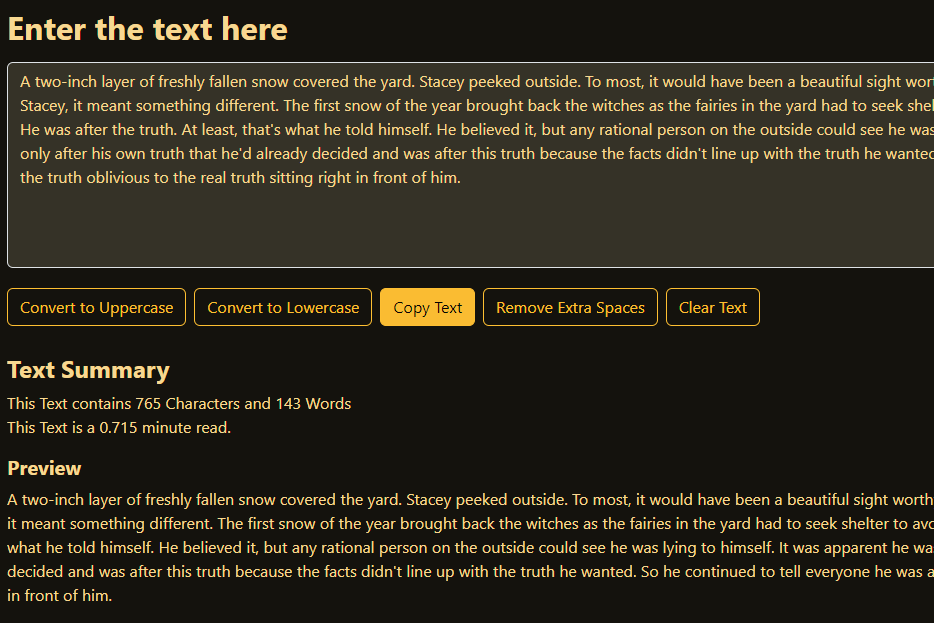 Enter the text here
A two-inch layer of freshly fallen snow covered the yard. Stacey peeked outside. To most, it would have been a beautiful sight
Stacey, it meant something different. The first snow of the year brought back the witches as the fairies in the yard had to seek
He was after the truth. At least, that's what he told himself. He believed it, but any rational person on the outside could see he was
only after his own truth that he'd already decided and was after this truth because the facts didn't line up with the truth he wanted
the truth oblivious to the real truth sitting right in front of him.
Convert to Uppercase Convert to Lowercase Copy Text Remove Extra Spaces Clear Text
Text Summary
This Text contains 765 Characters and 143 Words
This Text is a 0.715 minute read.
Preview
A two-inch layer of freshly fallen snow covered the yard. Stacey peeked outside. To most, it would have been a beautiful sight worth
it meant something different. The first snow of the year brought back the witches as the fairies in the yard had to seek shelter to
what he told himself. He believed it, but any rational person on the outside could see he was lying to himself. It was apparent he was
decided and was after this truth because the facts didn't line up with the truth he wanted. So he continued to tell everyone he was
in front of him.